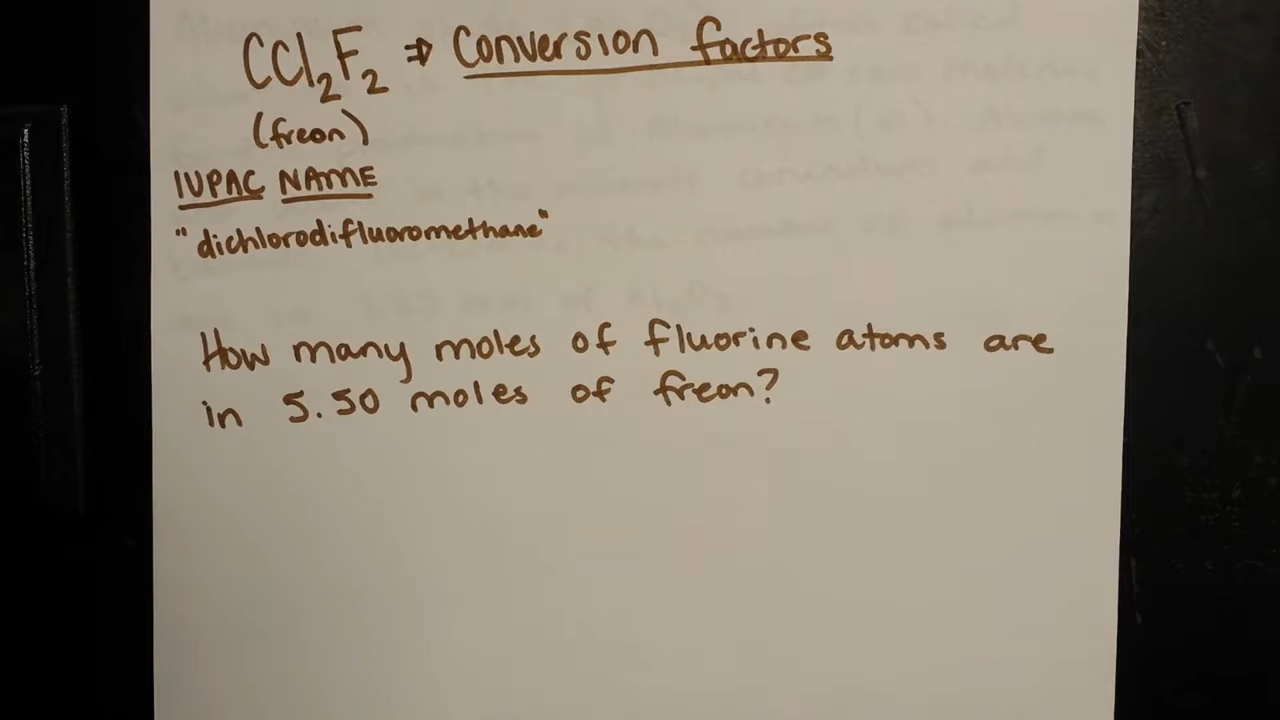 CCl₂F₂ ⇒ Conversion factors
(freon)
IUPAC NAME
"dichlorodifluoromethane"
How many moles of fluorine atoms are
in 5.50 moles of freon?